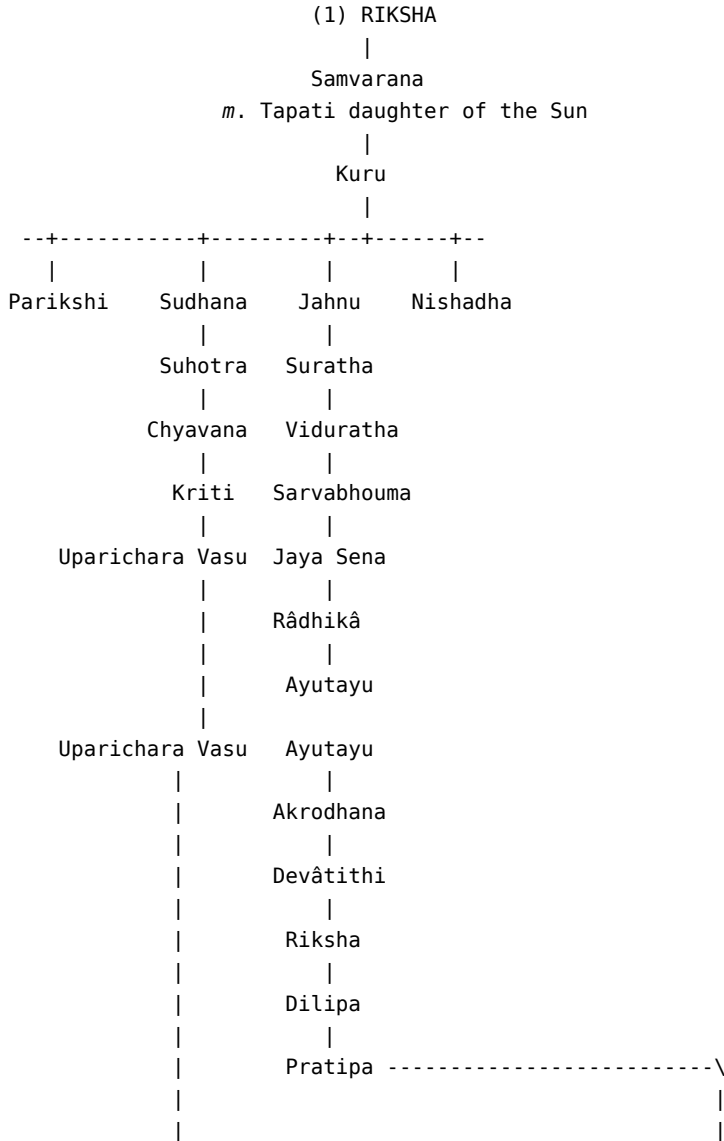 (1) RIKSHA
|
Samvarana
m. Tapati daughter of the Sun
|
Kuru
|
--+-----------+---------+--+------+--
| | | |
Parikshi Sudhana Jahnu Nishadha
| |
Suhotra Suratha
| |
Chyavana Viduratha
| |
Kriti Sarvabhouma
| |
Uparichara Vasu Jaya Sena
| |
| Râdhikâ
| |
| Ayutayu
|
Uparichara Vasu Ayutayu
| |
| Akrodhana
| |
| Devâtithi
| |
| Riksha
| |
| Dilipa
| |
| Pratipa --------------------------\
| |
| |